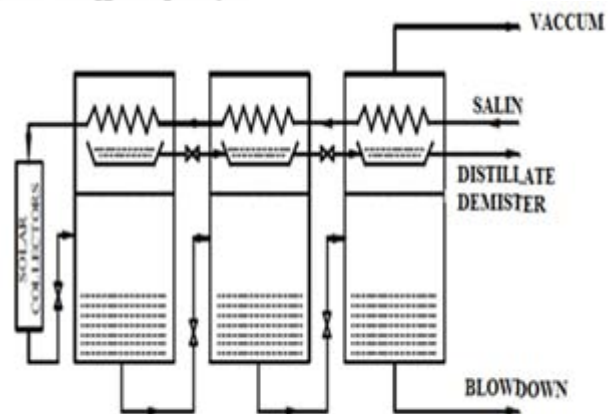 VACCUM
SALIN
DISTILLATE
DEMISTER
SOLAR
COLLECTORS
BLOWDOWN